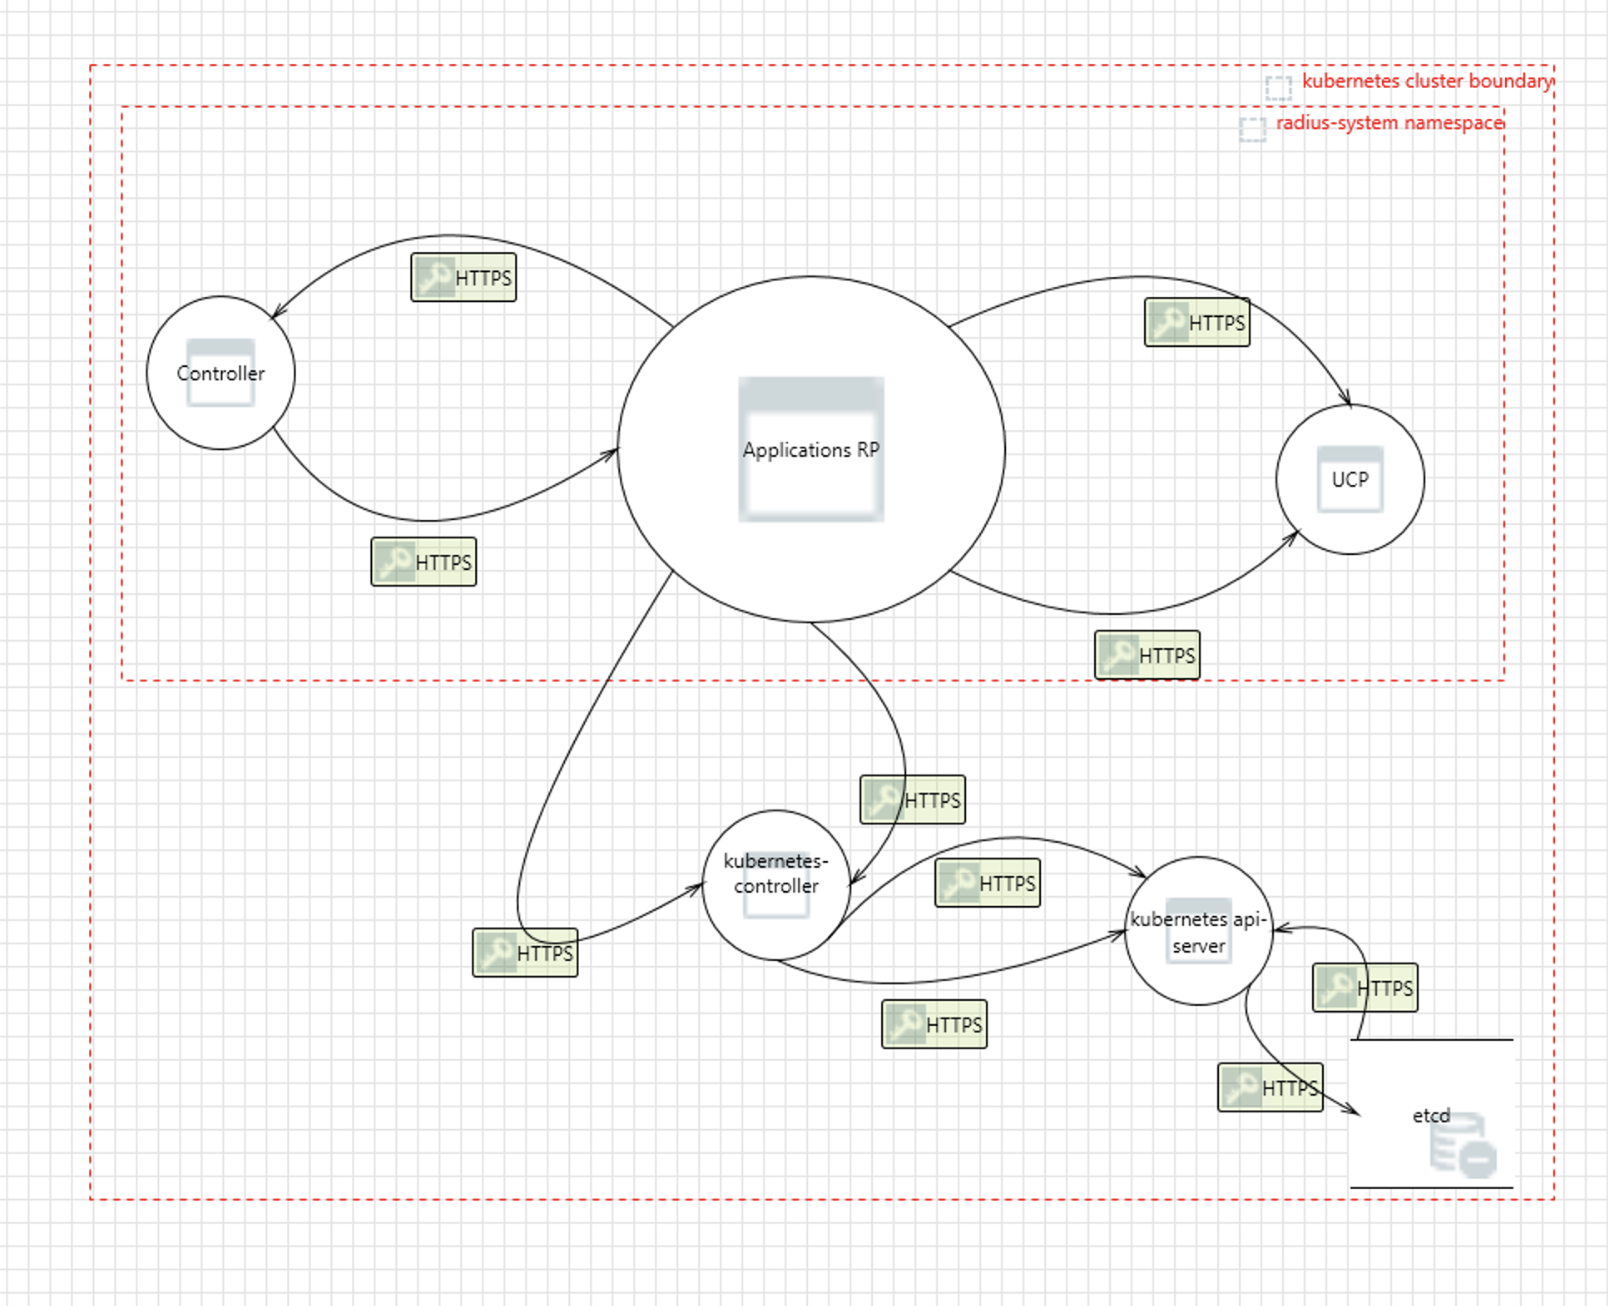 kubernetes cluster boundary
radius-system namespace
HTTPS
HTTPS
Controller
Applications RP
UCP
HTTPS
HTTPS
HTTPS
kubernetes-
controller
HTTPS
kubernetes api-
server
HTTPS
HTTPS
HTTPS
HTTPS
etcd